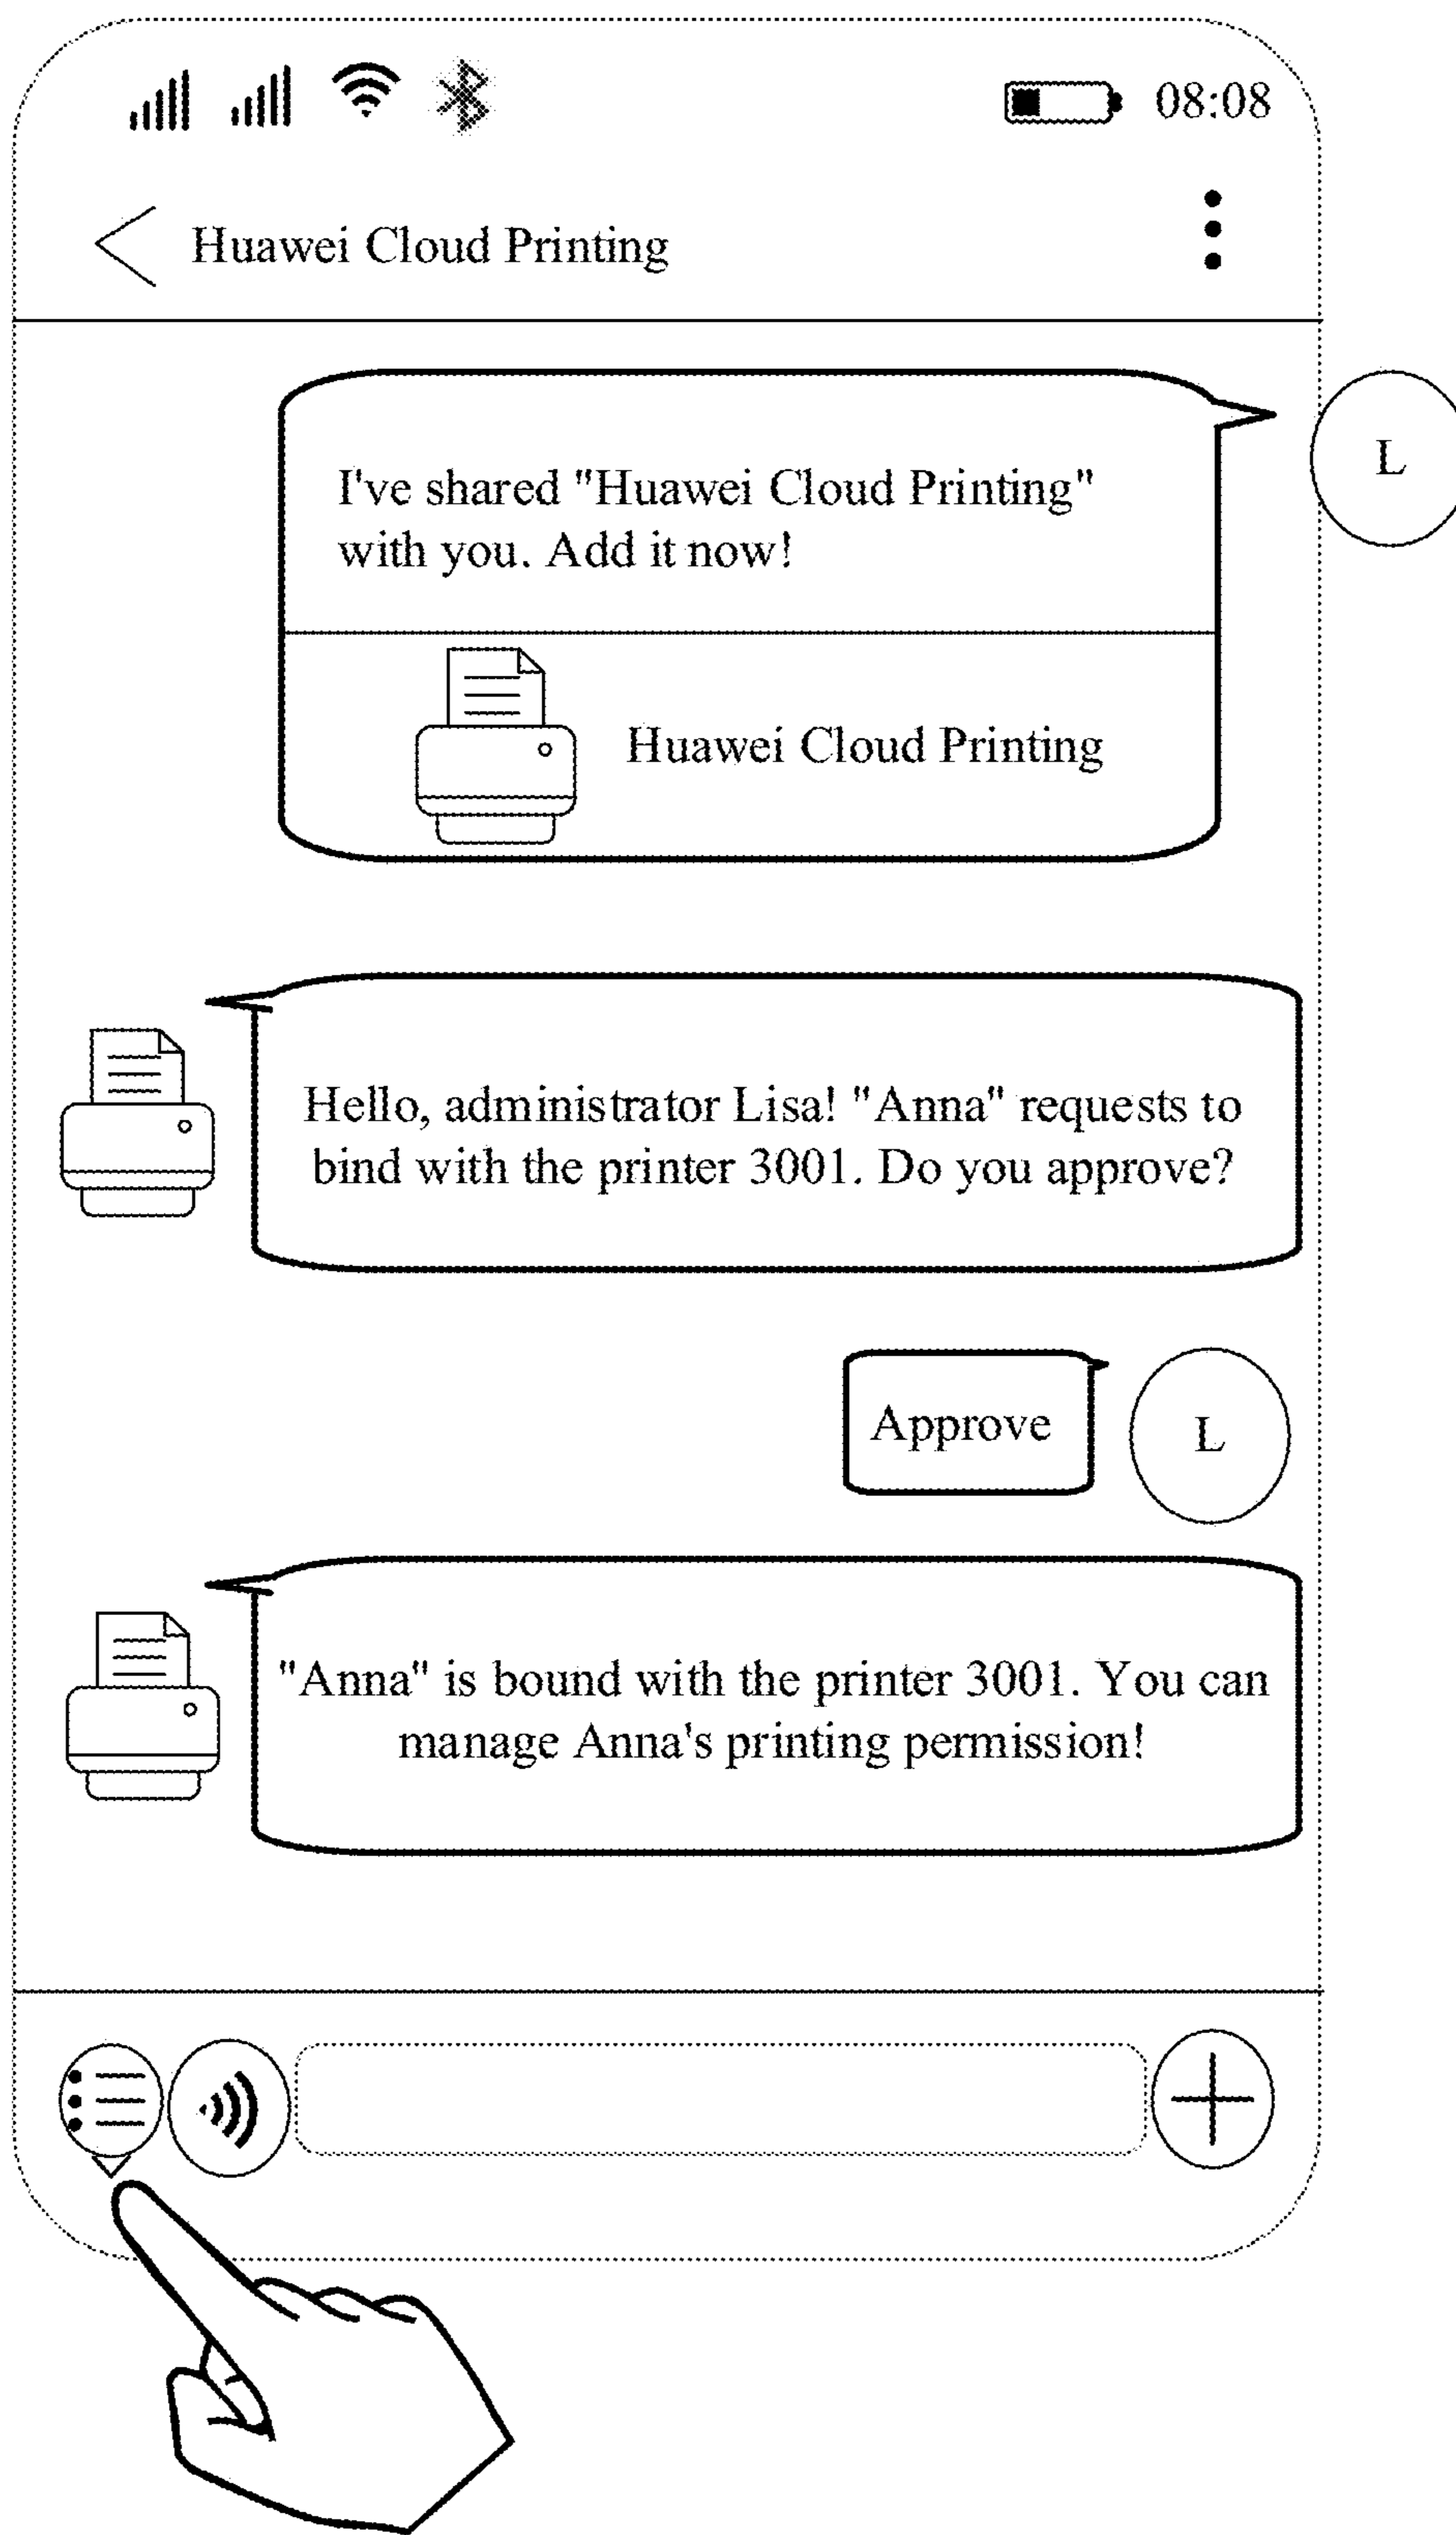 08:08
Huawei Cloud Printing
I've shared "Huawei Cloud Printing"
with you. Add it now!
L
Huawei Cloud Printing
Hello, administrator Lisa! "Anna" requests to
bind with the printer 3001. Do you approve?
Approve
L
"Anna" is bound with the printer 3001. You can
manage Anna's printing permission!